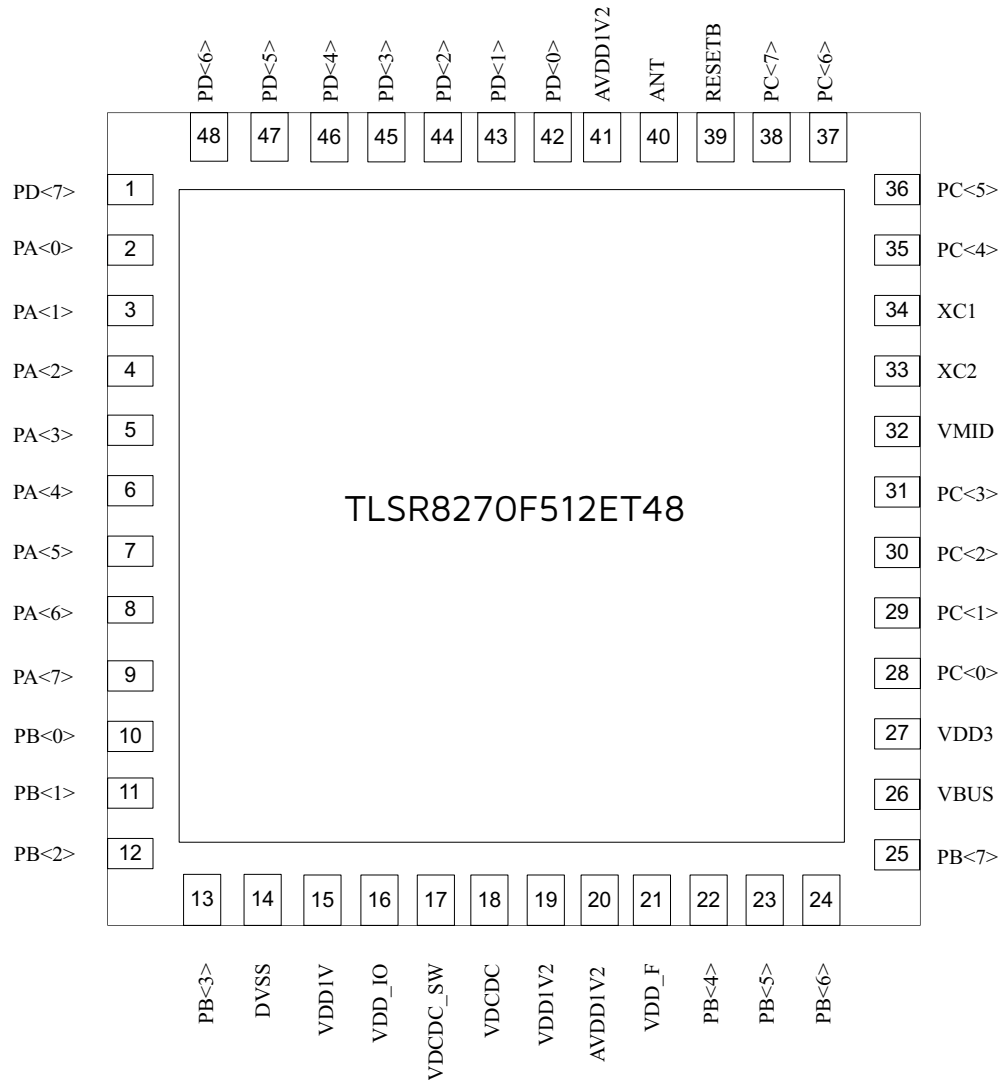 PD<6> PD<5> PD<4> PD<3> PD<2> PD<1> PD<0> AVDD1V2 ANT RESETB PC<7> PC<6>
48 47 46 45 44 43 42 41 40 39 38 37
PD<7> 1 36 PC<5>
PA<0> 2 35 PC<4>
PA<1> 3 34 XC1
PA<2> 4 33 XC2
PA<3> 5 32 VMID
PA<4> 6 31 PC<3>
TLSR8270F512ET48
PA<5> 7 30 PC<2>
PA<6> 8 29 PC<1>
PA<7> 9 28 PC<0>
PB<0> 10 27 VDD3
PB<1> 11 26 VBUS
PB<2> 12 25 PB<7>
13 14 15 16 17 18 19 20 21 22 23 24
PB<3> DVSS VDD1V VDD_IO VDCDC_SW VDCDC VDD1V2 AVDD1V2 VDD_F PB<4> PB<5> PB<6>